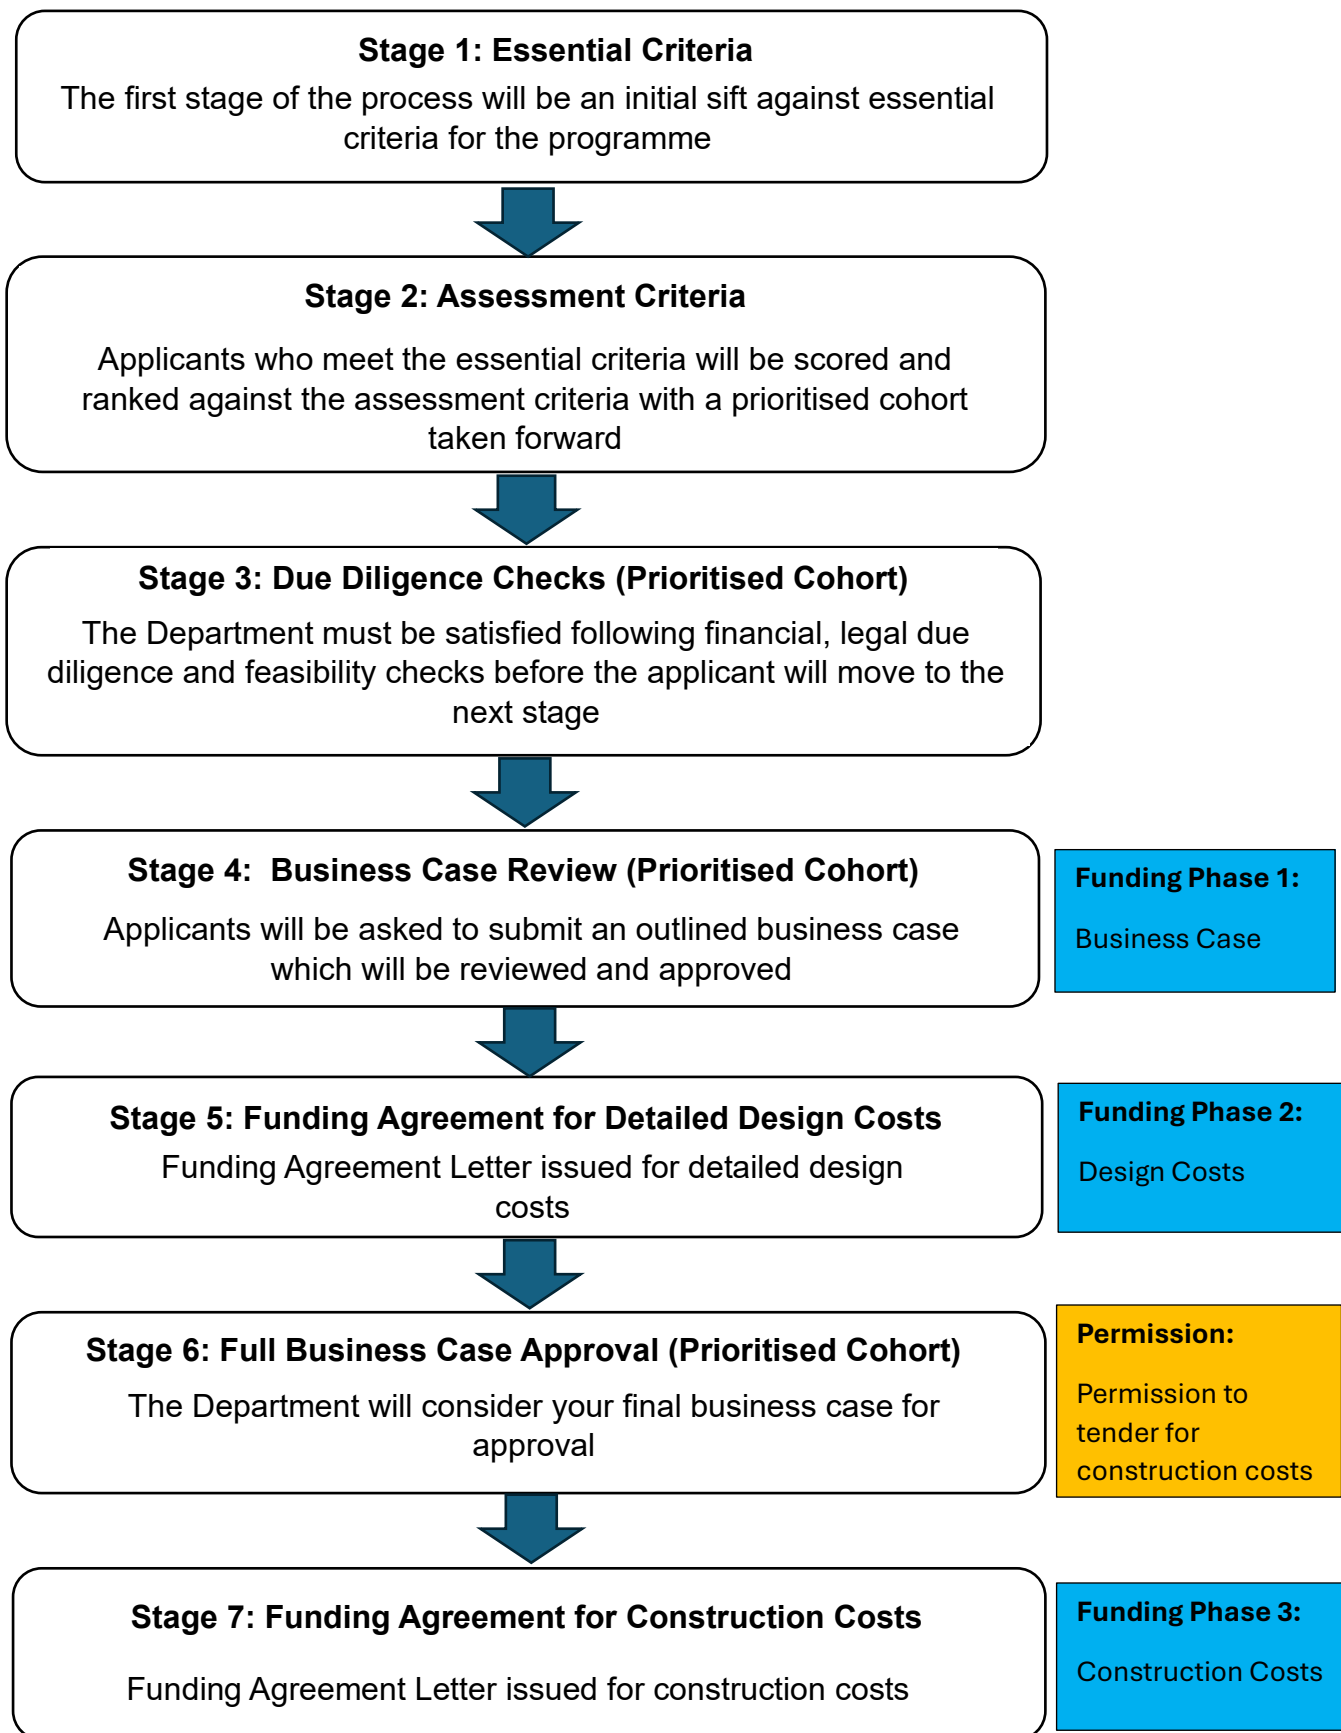 Stage 1: Essential Criteria
The first stage of the process will be an initial sift against essential
criteria for the programme
Stage 2: Assessment Criteria
Applicants who meet the essential criteria will be scored and
ranked against the assessment criteria with a prioritised cohort
taken forward
Stage 3: Due Diligence Checks (Prioritised Cohort)
The Department must be satisfied following financial, legal due
diligence and feasibility checks before the applicant will move to the
next stage
Stage 4:  Business Case Review (Prioritised Cohort)
Applicants will be asked to submit an outlined business case
which will be reviewed and approved
Funding Phase 1:
Business Case
Stage 5: Funding Agreement for Detailed Design Costs
Funding Agreement Letter issued for detailed design
costs
Funding Phase 2:
Design Costs
Stage 6: Full Business Case Approval (Prioritised Cohort)
The Department will consider your final business case for
approval
Permission:
Permission to
tender for
construction costs
Stage 7: Funding Agreement for Construction Costs
Funding Agreement Letter issued for construction costs
Funding Phase 3:
Construction Costs